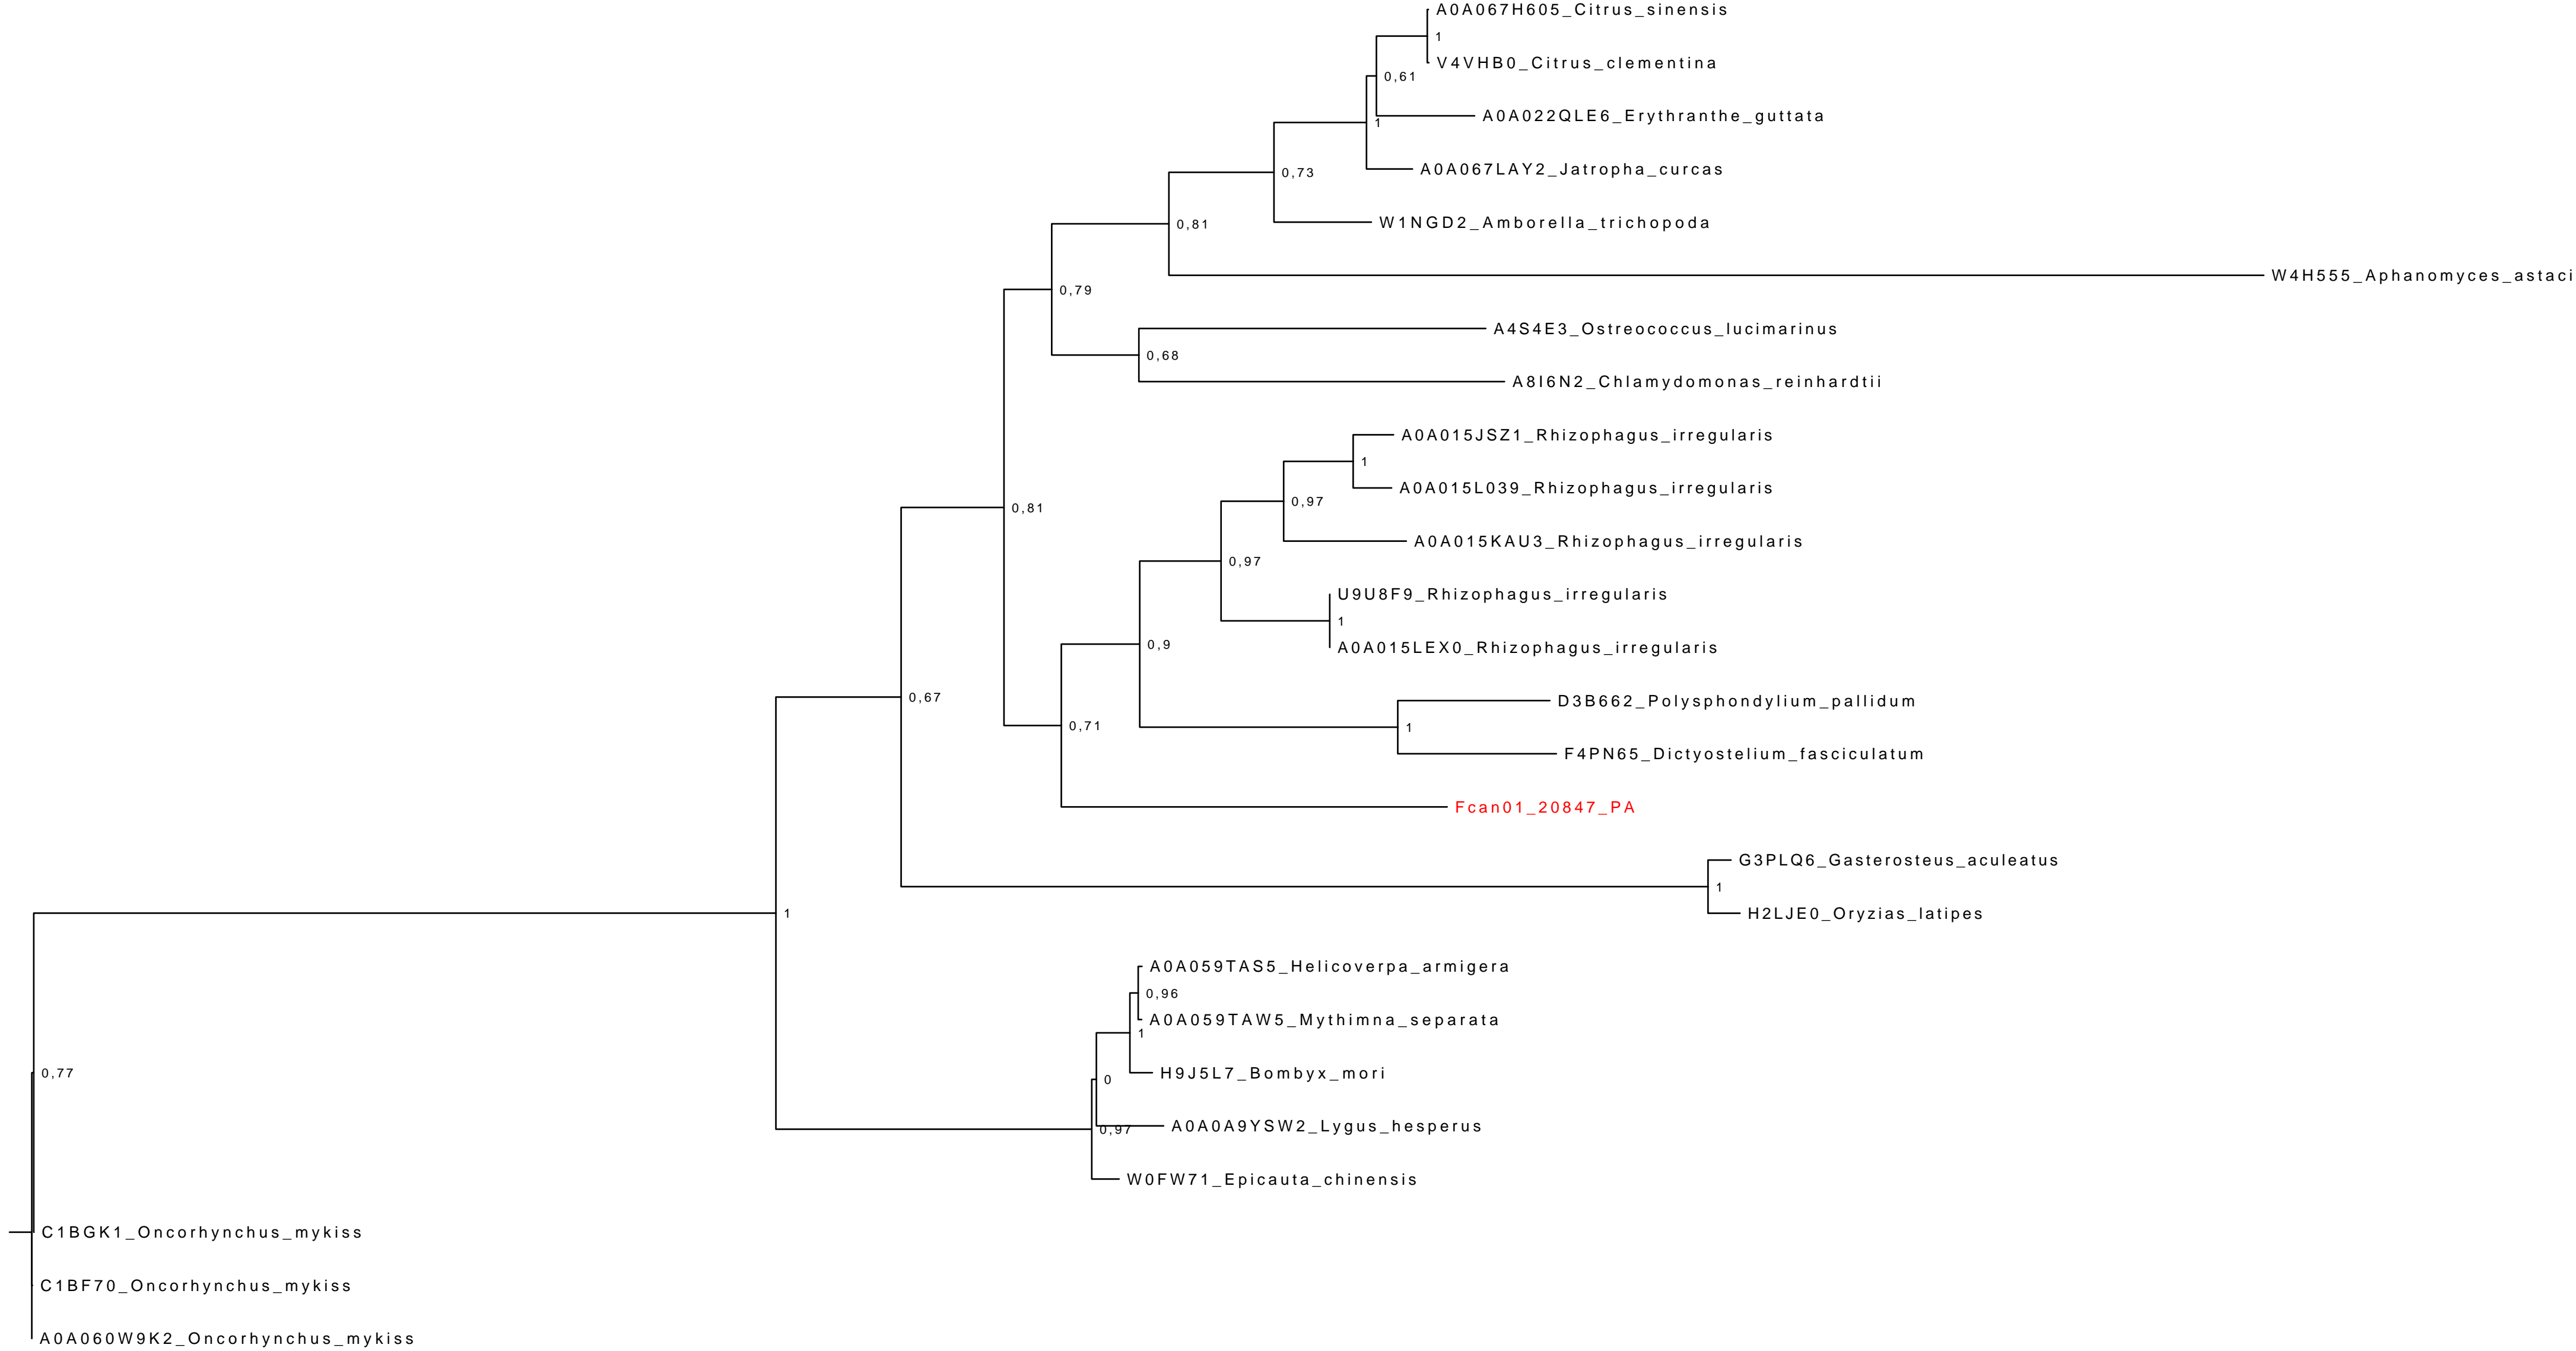 A0A067H605_Citrus_sinensis
1
V4VHB0_Citrus_clementina
0,61
A0A022QLE6_Erythranthe_guttata
1
A0A067LAY2_Jatropha_curcas
0,73
W1NGD2_Amborella_trichopoda
0,81
W4H555_Aphanomyces_astaci
0,79
A4S4E3_Ostreococcus_lucimarinus
0,68
A8I6N2_Chlamydomonas_reinhardtii
A0A015JSZ1_Rhizophagus_irregularis
1
A0A015L039_Rhizophagus_irregularis
0,97
0,81
A0A015KAU3_Rhizophagus_irregularis
0,97
U9U8F9_Rhizophagus_irregularis
1
A0A015LEX0_Rhizophagus_irregularis
0,9
0,67
D3B662_Polysphondylium_pallidum
0,71
1
F4PN65_Dictyostelium_fasciculatum
Fcan01_20847_PA
G3PLQ6_Gasterosteus_aculeatus
1
H2LJE0_Oryzias_latipes
1
A0A059TAS5_Helicoverpa_armigera
0,96
A0A059TAW5_Mythimna_separata
1
H9J5L7_Bombyx_mori
0,77
0
A0A0A9YSW2_Lygus_hesperus
0,97
W0FW71_Epicauta_chinensis
C1BGK1_Oncorhynchus_mykiss
C1BF70_Oncorhynchus_mykiss
A0A060W9K2_Oncorhynchus_mykiss